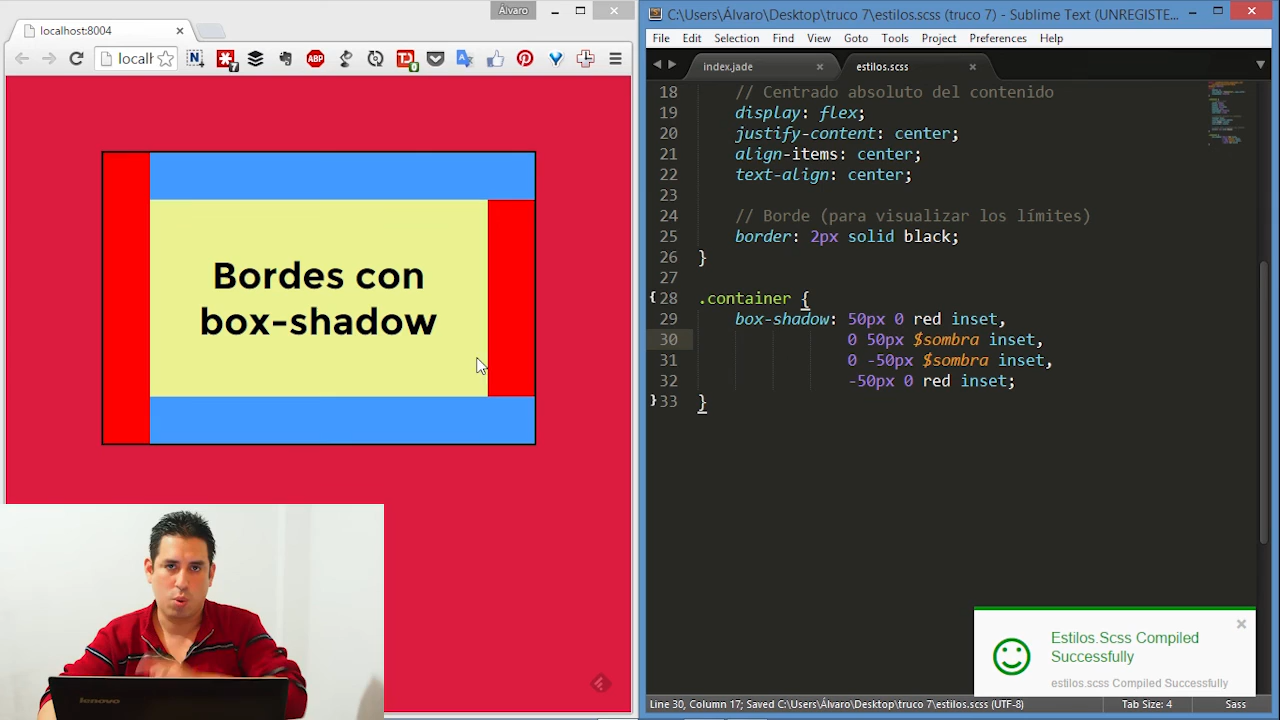 Álvaro
localhost:8004
localh
ABP
7
0
Bordes con
box-shadow
lenovo
C:\Users\Álvaro\Desktop\truco 7\estilos.scss (truco 7) - Sublime Text (UNREGISTE...
File Edit Selection Find View Goto Tools Project Preferences Help
index.jade estilos.scss
18 // Centrado absoluto del contenido
19 display: flex;
20 justify-content: center;
21 align-items: center;
22 text-align: center;
23
24 // Borde (para visualizar los límites)
25 border: 2px solid black;
26 }
27
28 .container {
29 box-shadow: 50px 0 red inset,
30 0 50px $sombra inset,
31 0 -50px $sombra inset,
32 -50px 0 red inset;
33 }
Estilos.Scss Compiled
Successfully
estilos.scss Compiled Successfully
Line 30, Column 17; Saved C:\Users\Álvaro\Desktop\truco 7\estilos.scss (UTF-8) Tab Size: 4 Sass